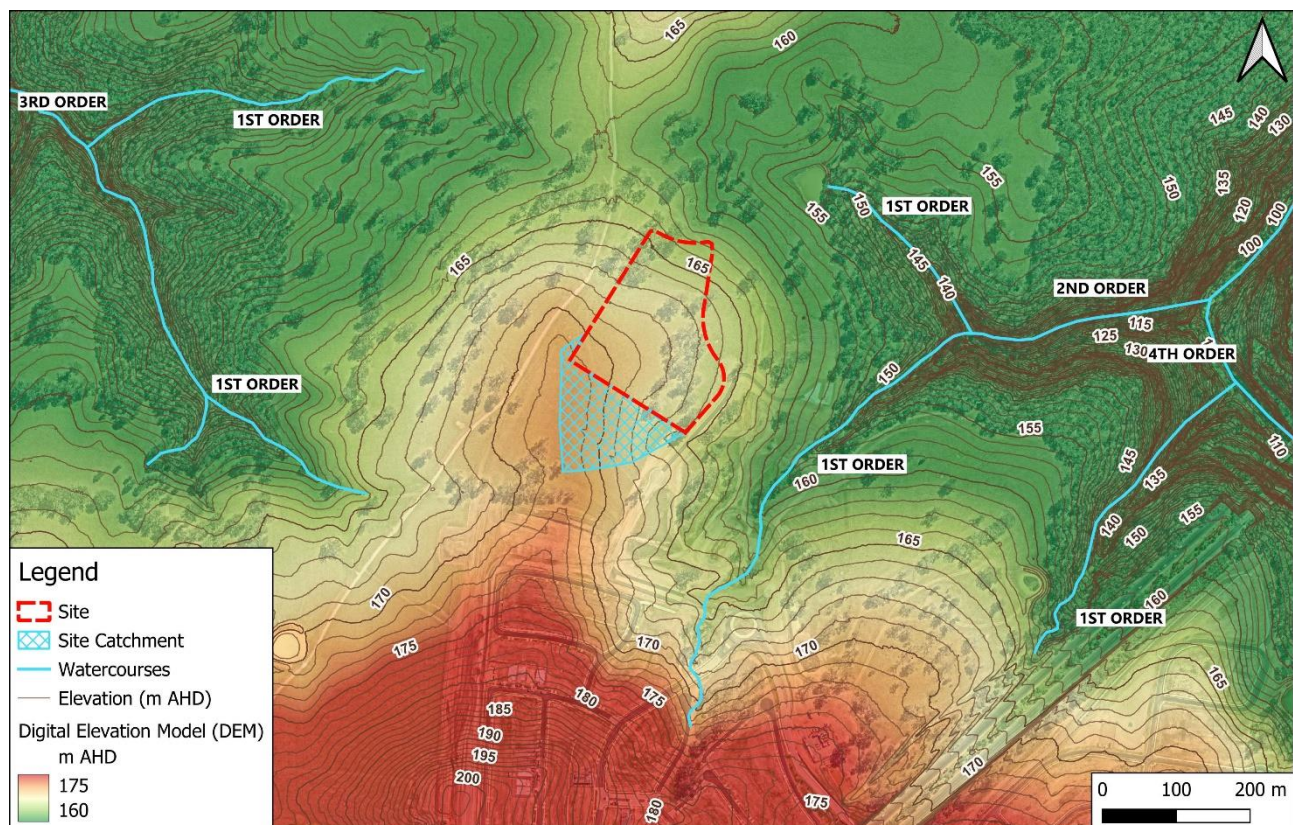 165
160
3RD ORDER
1ST ORDER
145
140
130
155
150
135
120
100
155
150
1ST ORDER
100
165
165
145
140
2ND ORDER
125
115
130
4TH ORDER
150
1ST ORDER
155
110
1ST ORDER
160
145
135
140
150
155
165
160
1ST ORDER
170
170
170
165
175
175
180
185
190
195
200
180
175
170
Legend
Site
Site Catchment
Watercourses
Elevation (m AHD)
Digital Elevation Model (DEM)
m AHD
175
160
0 100 200 m